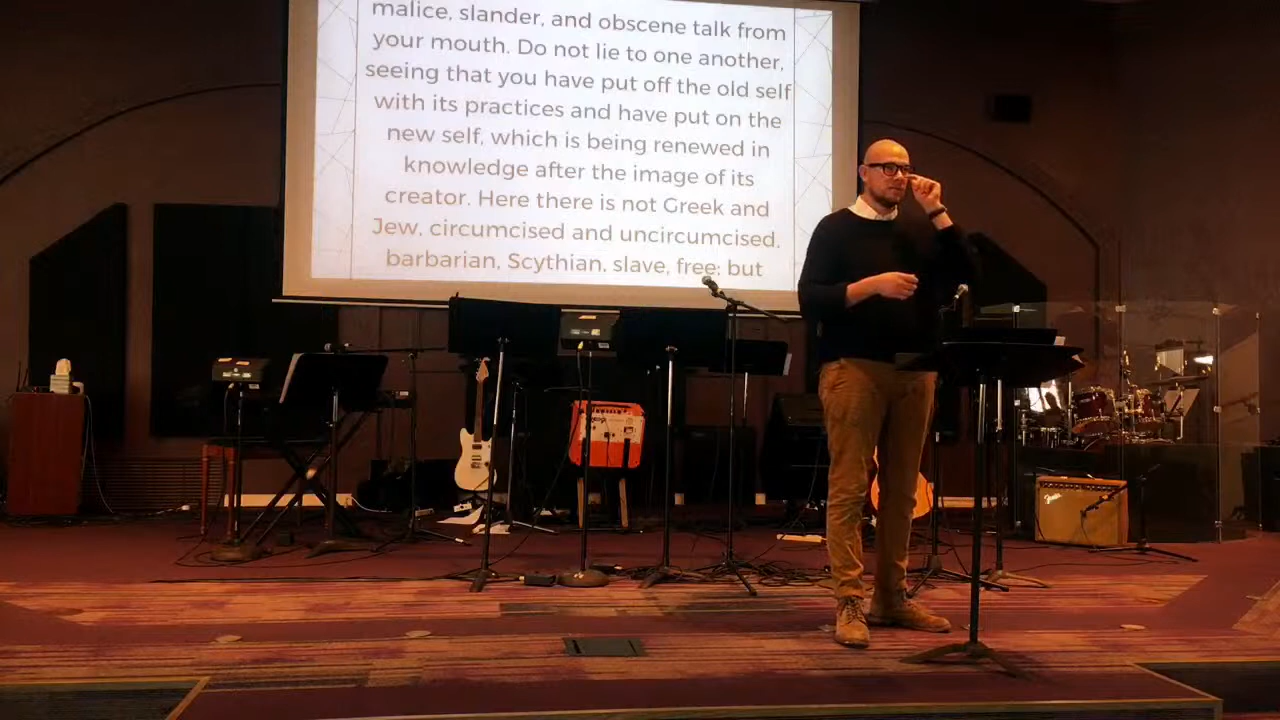 malice, slander, and obscene talk from
your mouth. Do not lie to one another,
seeing that you have put off the old self
with its practices and have put on the
new self, which is being renewed in
knowledge after the image of its
creator. Here there is not Greek and
Jew, circumcised and uncircumcised,
barbarian, Scythian, slave, free; but
Fender